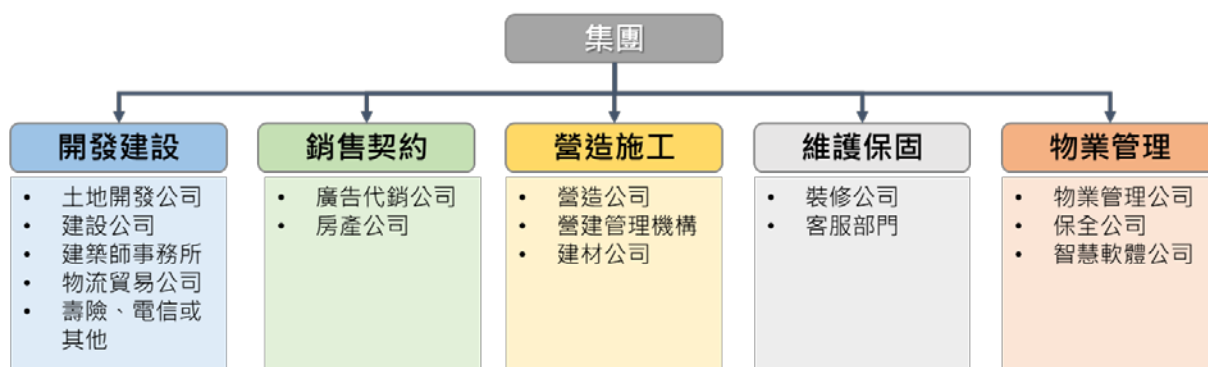 集團
開發建設
• 土地開發公司
• 建設公司
• 建築師事務所
• 物流貿易公司
• 壽險、電信或
其他
銷售契約
• 廣告代銷公司
• 房產公司
營造施工
• 營造公司
• 營建管理機構
• 建材公司
維護保固
• 裝修公司
• 客服部門
物業管理
• 物業管理公司
• 保全公司
• 智慧軟體公司